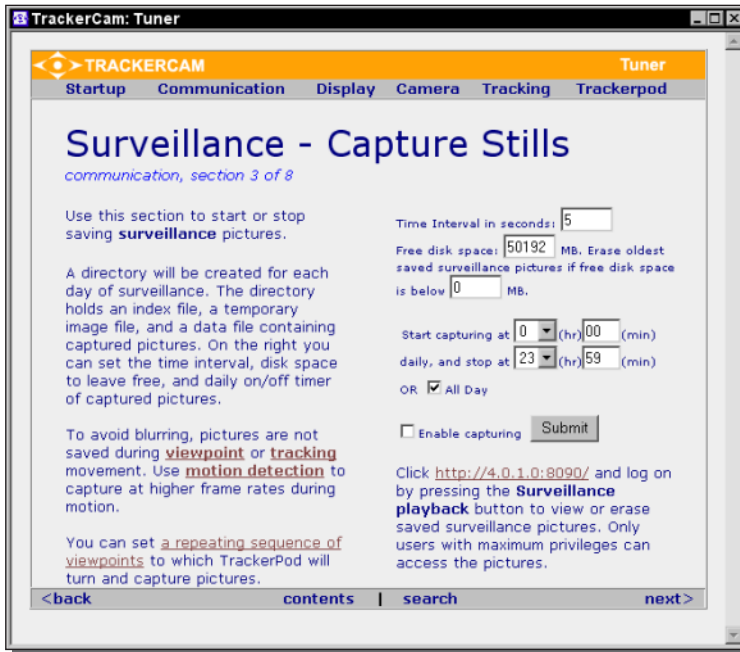 TrackerCam: Tuner
TRACKERCAM Tuner
Startup Communication Display Camera Tracking Trackerpod
Surveillance - Capture Stills
communication, section 3 of 8
Use this section to start or stop
saving surveillance pictures.
A directory will be created for each
day of surveillance. The directory
holds an index file, a temporary
image file, and a data file containing
captured pictures. On the right you
can set the time interval, disk space
to leave free, and daily on/off timer
of captured pictures.
To avoid blurring, pictures are not
saved during viewpoint or tracking
movement. Use motion detection to
capture at higher frame rates during
motion.
You can set a repeating sequence of
viewpoints to which TrackerPod will
turn and capture pictures.
Time Interval in seconds: 5
Free disk space: 50192 MB. Erase oldest
saved surveillance pictures if free disk space
is below 0 MB.
Start capturing at 0 (hr) 00 (min)
daily, and stop at 23 (hr) 59 (min)
OR All Day
Enable capturing Submit
Click http://4.0.1.0:8090/ and log on
by pressing the Surveillance
playback button to view or erase
saved surveillance pictures. Only
users with maximum privileges can
access the pictures.
<back contents | search next>